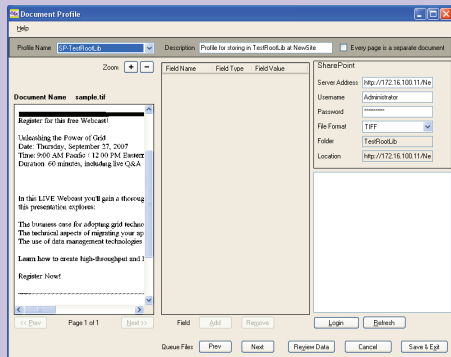 Document Profile
Help
Profile Name SP-TestRootLib Description Profile for storing in TestRootLib at NewSite Every page is a separate document
Zoom + -
Document Name sample.tif
Register for this free Webcast!
Unleashing the Power of Grid
Date: Thursday, September 27, 2007
Time: 9:00 AM Pacific / 12:00 PM Eastern
Duration: 60 minutes, including live Q&A
In this LIVE Webcast you'll gain a thoroug
this presentation explores:
The business case for adopting grid techno
The technical aspects of migrating your ap
The use of data management technologies
Learn how to create high-throughput and
Register Now!
<< Prev Page 1 of 1 Next >>
Field Name Field Type Field Value
Field Add Remove
SharePoint
Server Address http://172.16.100.11/Ne
Username Administrator
Password *********
File Format TIFF
Folder TestRootLib
Location http://172.16.100.11/Ne
Login Refresh
Queue Files Prev Next Review Data Cancel Save & Exit